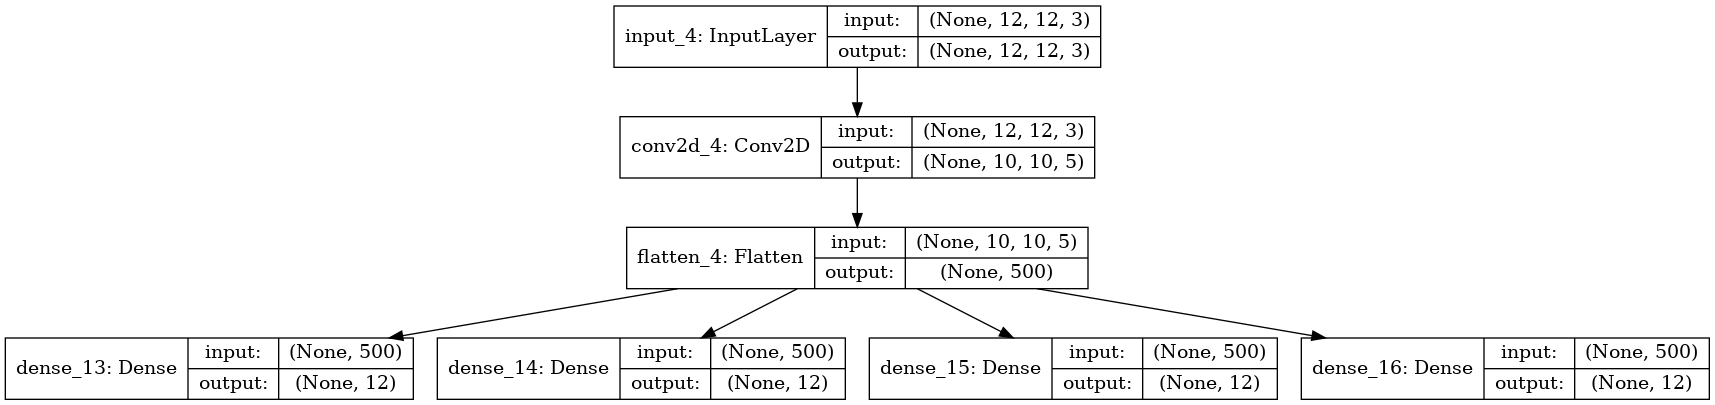 input_4: InputLayer
input:
(None, 12, 12, 3)
output:
(None, 12, 12, 3)
conv2d_4: Conv2D
input:
(None, 12, 12, 3)
output:
(None, 10, 10, 5)
flatten_4: Flatten
input:
(None, 10, 10, 5)
output:
(None, 500)
dense_13: Dense
input:
(None, 500)
output:
(None, 12)
dense_14: Dense
input:
(None, 500)
output:
(None, 12)
dense_15: Dense
input:
(None, 500)
output:
(None, 12)
dense_16: Dense
input:
(None, 500)
output:
(None, 12)